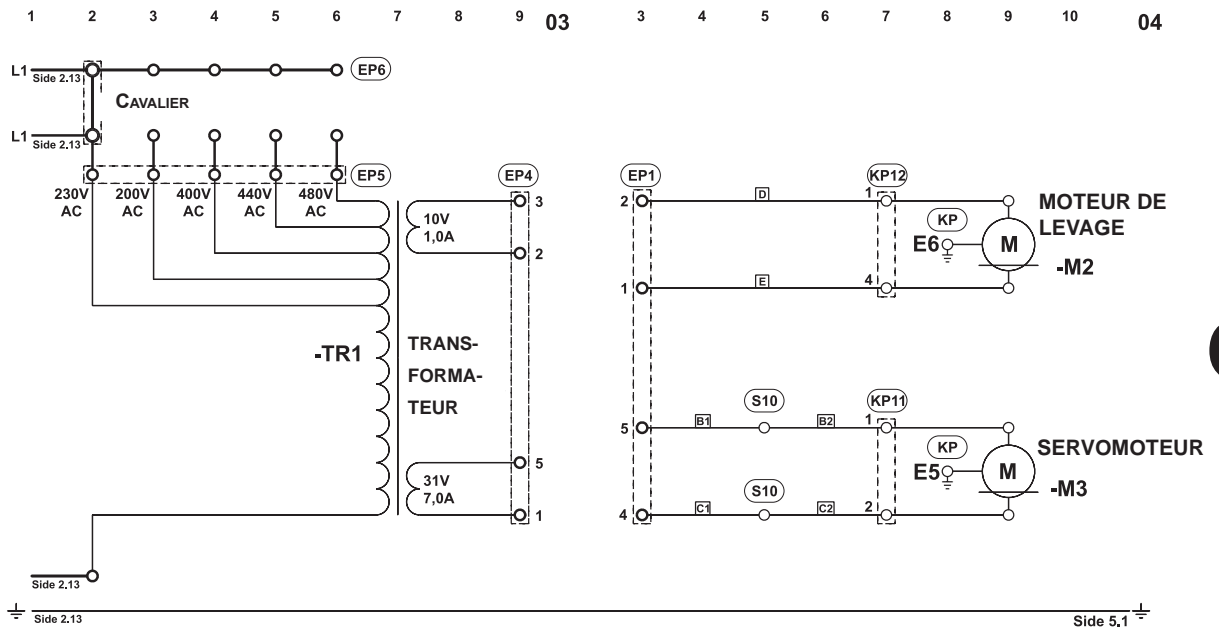 1 2 3 4 5 6 7 8 9 03 3 4 5 6 7 8 9 10 04
L1 Side 2.13 EP6
CAVALIER
L1 Side 2.13
EP5 EP4 EP1 KP12
230V AC 200V AC 400V AC 440V AC 480V AC
10V
1,0A
3
2
2 D 1
1 E 4
KP
E6
M
MOTEUR DE
LEVAGE
-M2
-TR1
TRANS-
FORMA-
TEUR
S10 KP11
5 B1 B2 1
KP
E5
M
SERVOMOTEUR
-M3
31V
7,0A
5
1
S10
4 C1 C2 2
Side 2.13
Side 2.13 Side 5.1